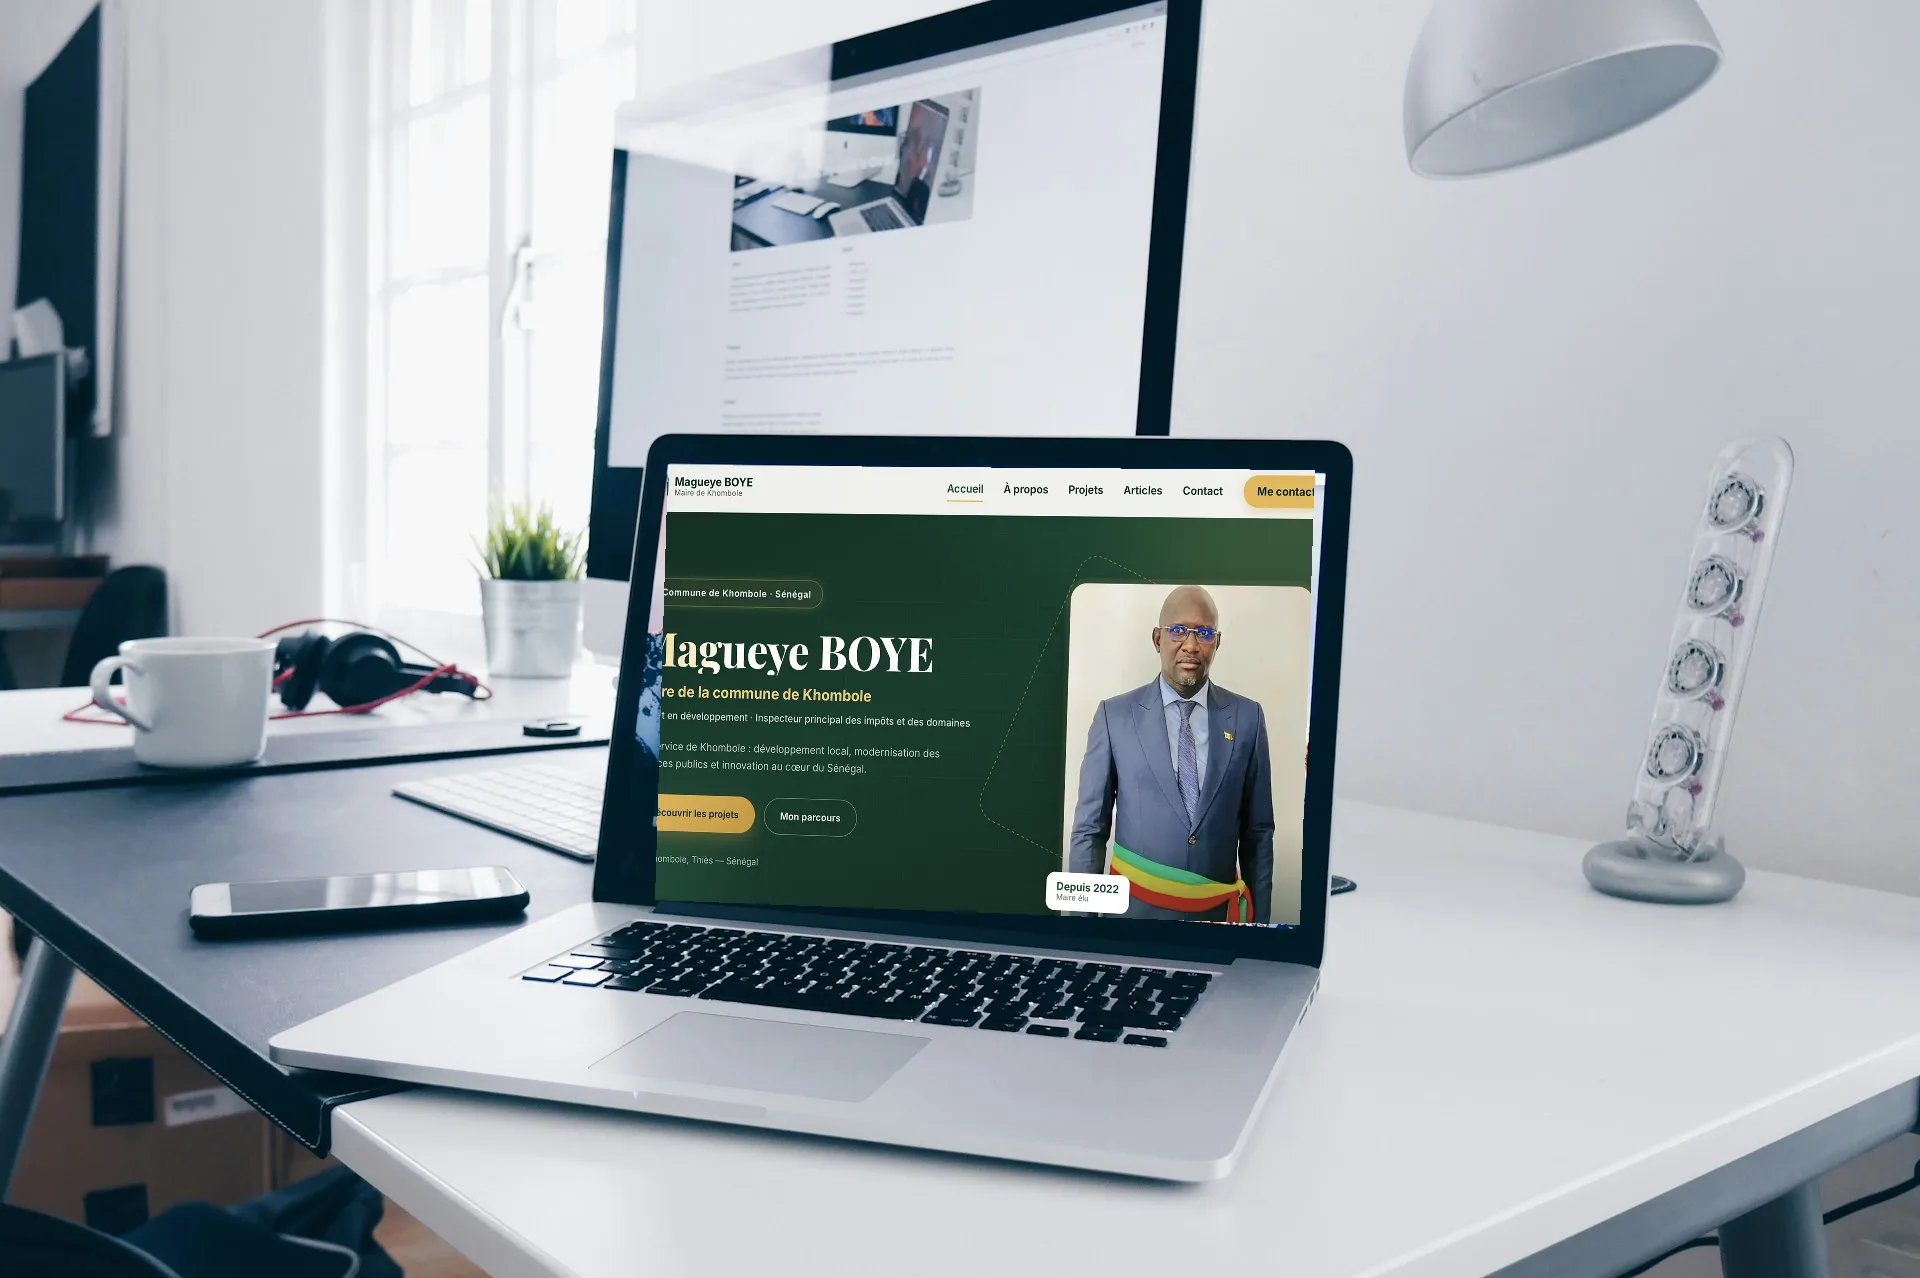 Magueye BOYE
Maire de Khombole
Accueil À propos Projets Articles Contact Me contact
Commune de Khombole · Sénégal
Magueye BOYE
re de la commune de Khombole
t en développement · Inspecteur principal des impôts et des domaines
ervice de Khombole : développement local, modernisation des
ces publics et innovation au cœur du Sénégal.
écouvrir les projets
Mon parcours
ombole, Thiès — Sénégal
Depuis 2022
Maire élu